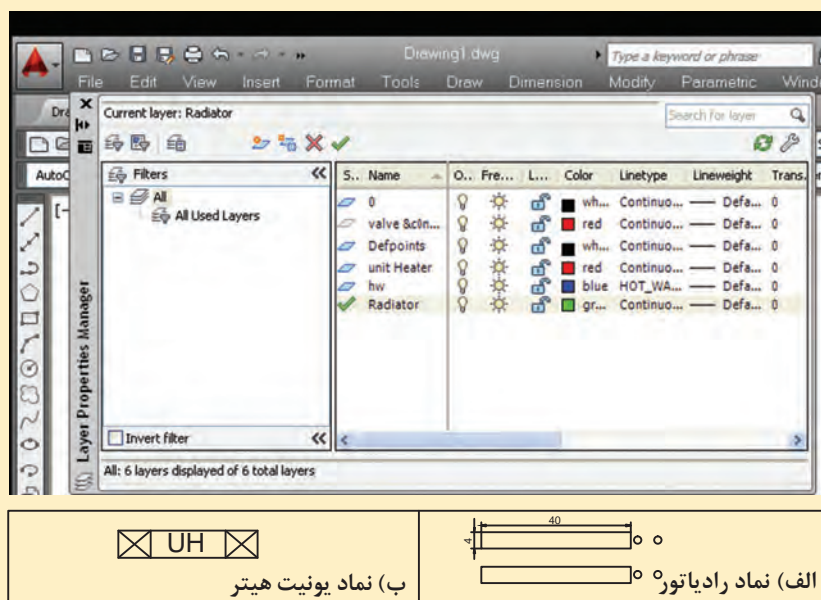 Drawing1.dwg
Type a keyword or phrase
File Edit View Insert Format Tools Draw Dimension Modify Parametric Wind
Dra
Current layer: Radiator
Search for layer
AutoC
[-
Filters
All
All Used Layers
Invert filter
S.. Name O.. Fre... L... Color Linetype Lineweight Trans.
0 wh... Continuo... Defa... 0
valve &c0n... red Continuo... Defa... 0
Defpoints wh... Continuo... Defa... 0
unit Heater red Continuo... Defa... 0
hw blue HOT_WA... Defa... 0
Radiator gr... Continuo... Defa... 0
All: 6 layers displayed of 6 total layers
Layer Properties Manager
40
4
الف) نماد رادیاتور
UH
ب) نماد یونیت هیتر